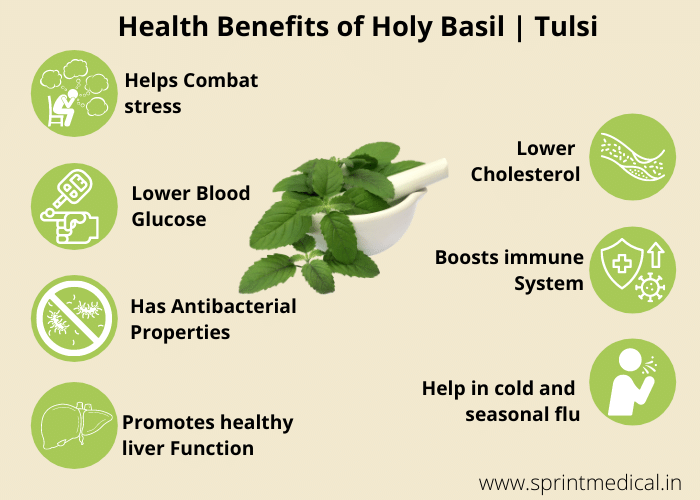 Health Benefits of Holy Basil | Tulsi
Helps Combat
stress
Lower Blood
Glucose
Has Antibacterial
Properties
Promotes healthy
liver Function
Lower
Cholesterol
Boosts immune
System
Help in cold and
seasonal flu
www.sprintmedical.in